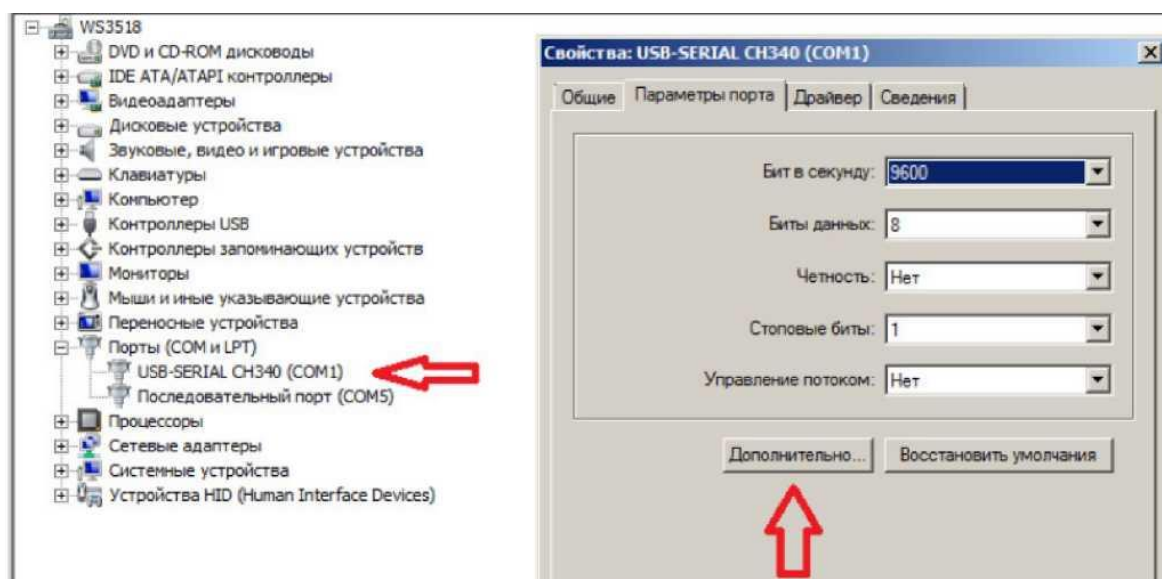 WS3518
DVD и CD-ROM дисководы
IDE ATA/ATAPI контроллеры
Видеоадаптеры
Дисковые устройства
Звуковые, видео и игровые устройства
Клавиатуры
Компьютер
Контроллеры USB
Контроллеры запоминающих устройств
Мониторы
Мыши и иные указывающие устройства
Переносные устройства
Порты (COM и LPT)
USB-SERIAL CH340 (COM1)
Последовательный порт (COM5)
Процессоры
Сетевые адаптеры
Системные устройства
Устройства HID (Human Interface Devices)
Свойства: USB-SERIAL CH340 (COM1)
Общие Параметры порта Драйвер Сведения
Бит в секунду: 9600
Биты данных: 8
Четность: Нет
Стоповые биты: 1
Управление потоком: Нет
Дополнительно... Восстановить умолчания